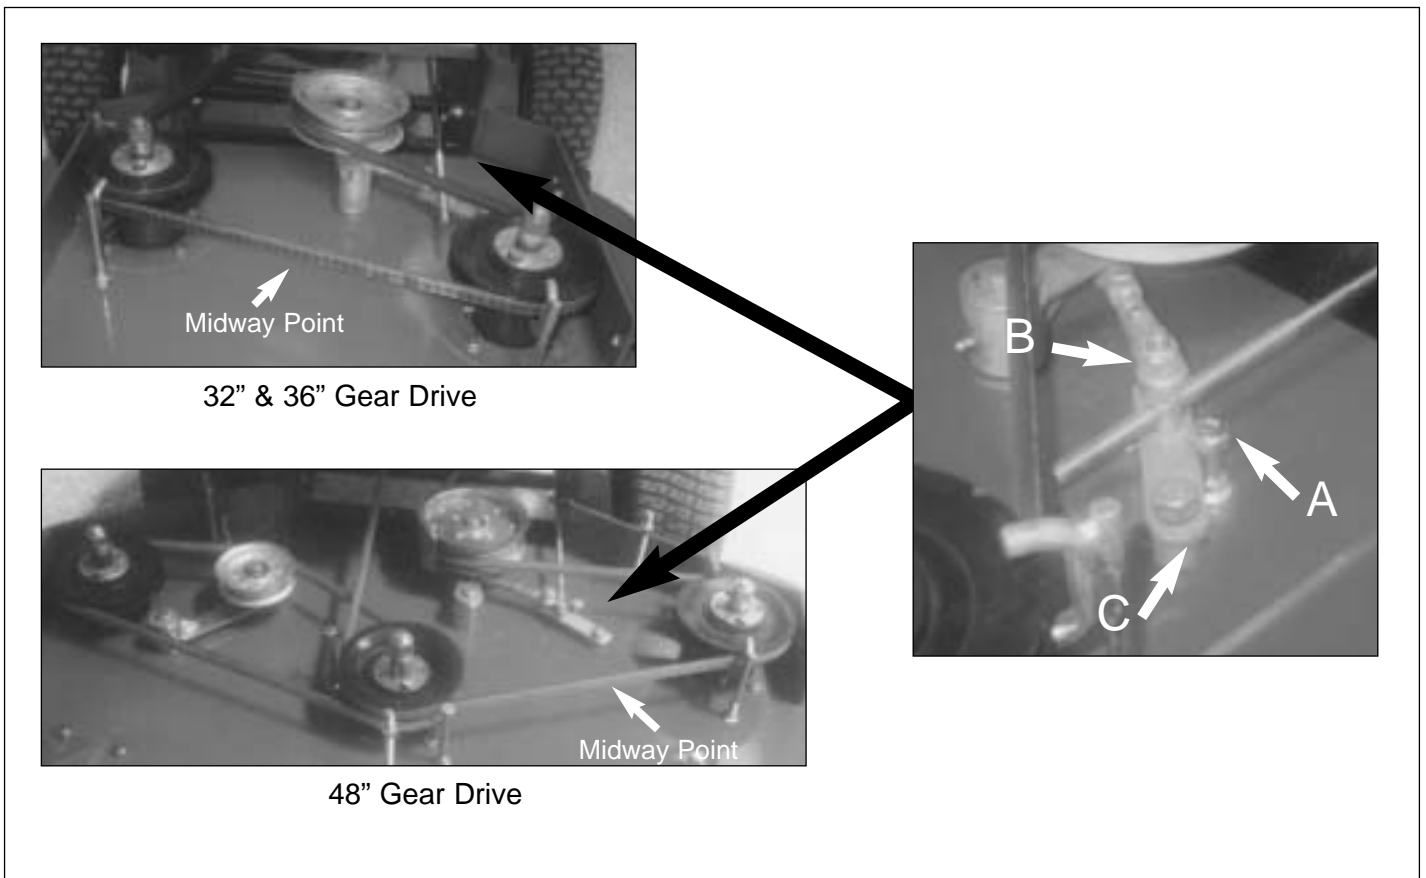 Midway Point
32” & 36” Gear Drive
B
A
C
Midway Point
48” Gear Drive